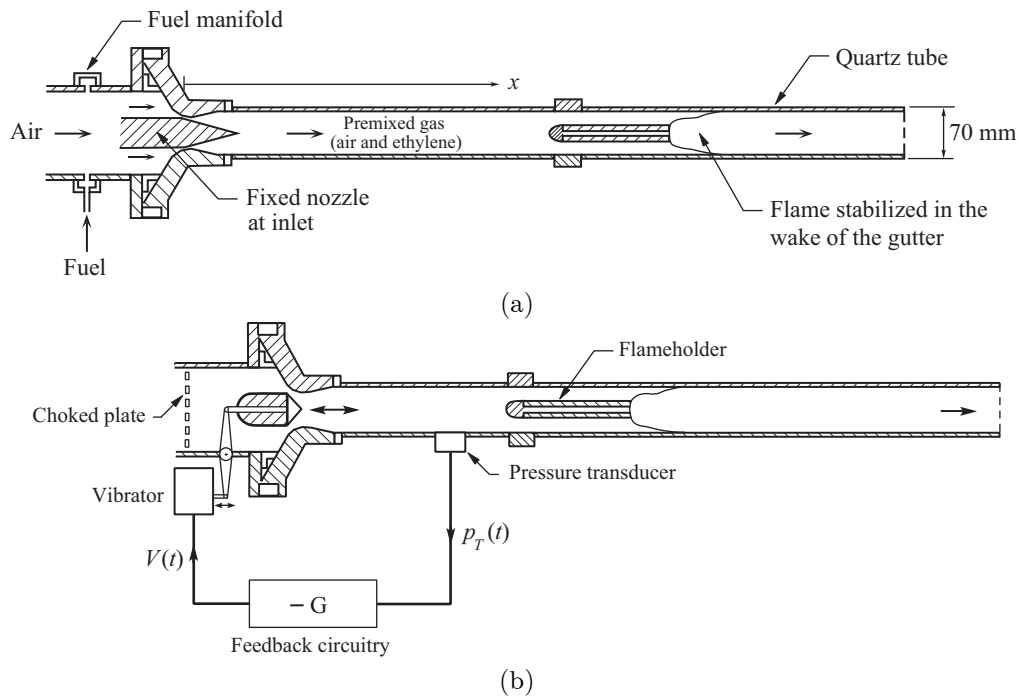 Fuel manifold
x
Quartz tube
Air
Premixed gas
(air and ethylene)
70 mm
Fixed nozzle
at inlet
Flame stabilized in the
wake of the gutter
Fuel
(a)
Flameholder
Choked plate
Pressure transducer
Vibrator
V(t)
p_T(t)
– G
Feedback circuitry
(b)